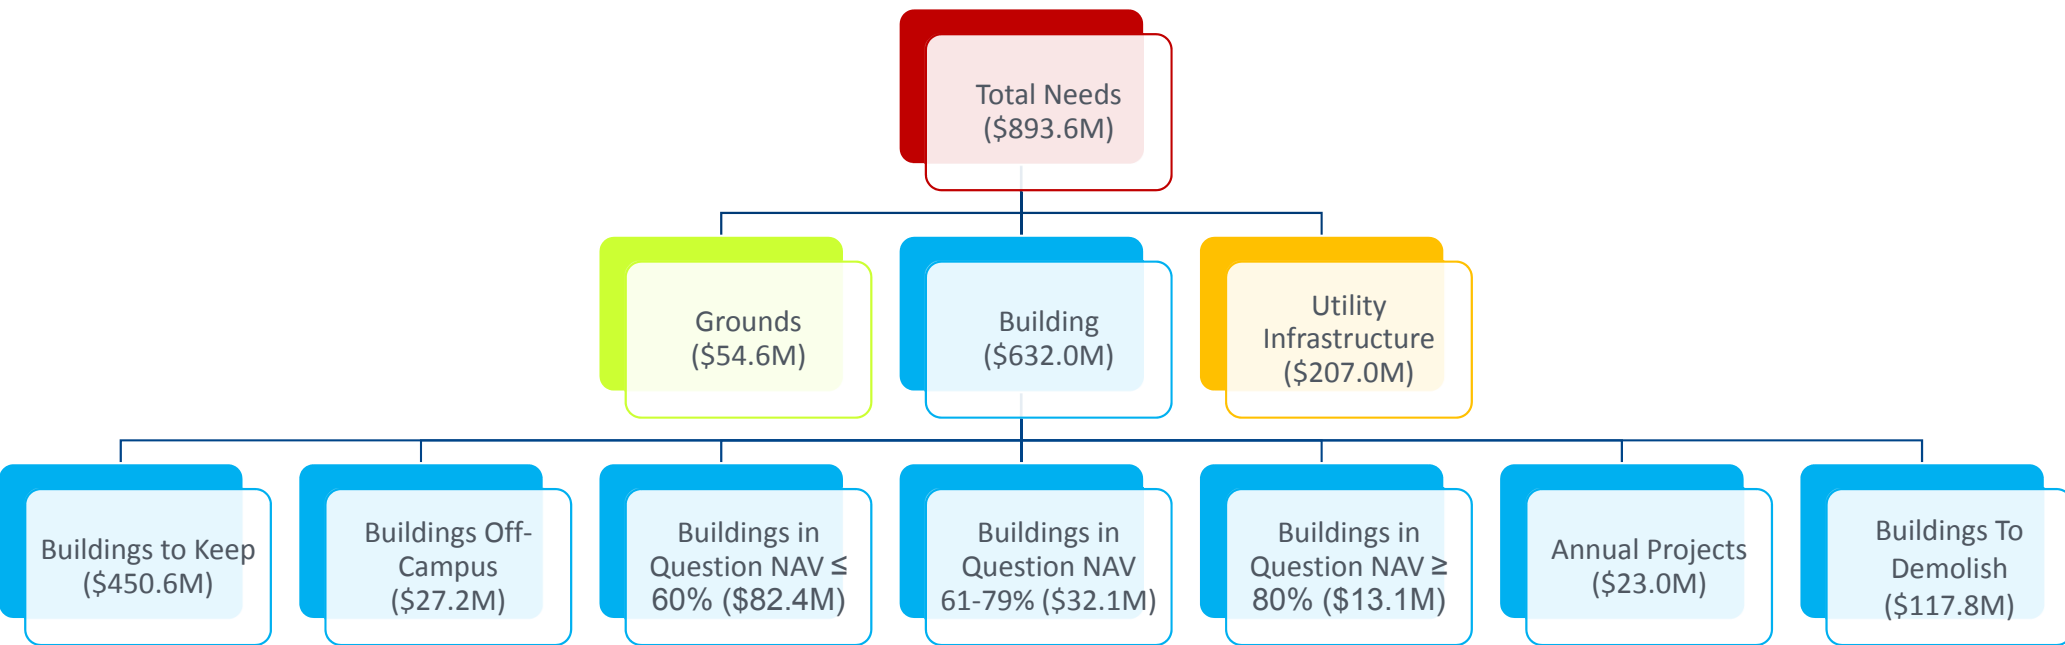 Total Needs
($893.6M)
Grounds
($54.6M)
Building
($632.0M)
Utility
Infrastructure
($207.0M)
Buildings to Keep
($450.6M)
Buildings Off-
Campus
($27.2M)
Buildings in
Question NAV ≤
60% ($82.4M)
Buildings in
Question NAV
61-79% ($32.1M)
Buildings in
Question NAV ≥
80% ($13.1M)
Annual Projects
($23.0M)
Buildings To
Demolish
($117.8M)